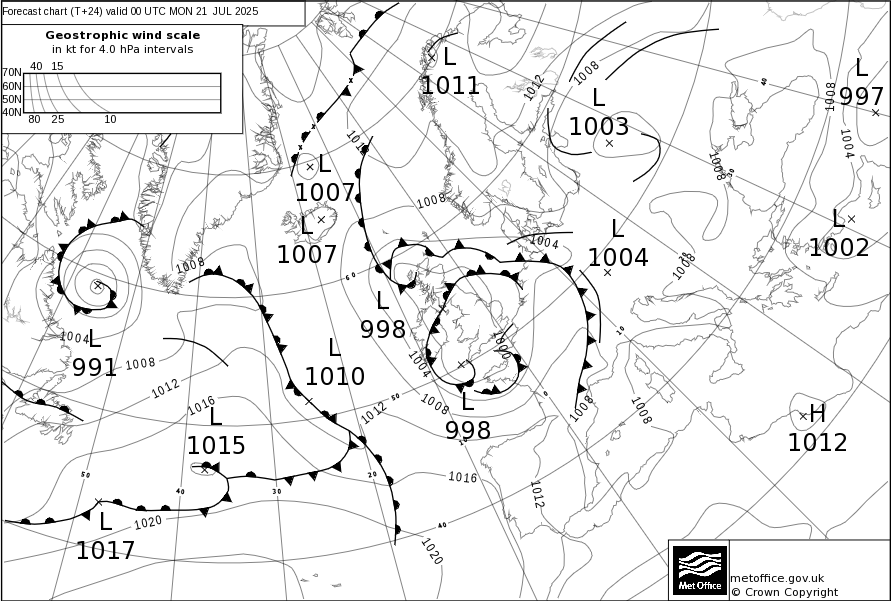 Forecast chart (T+24) valid 00 UTC MON 21 JUL 2025
Geostrophic wind scale
in kt for 4.0 hPa intervals
40 15
70N
60N
50N
40N
80 25 10
L
1011
L
997
L
1003
L
1007
L
1007
L
1002
L
1004
L
998
L
991
L
1010
L
998
L
1015
H
1012
L
1017
1012
1008
1008
1004
1008
1008
1004
1008
1008
1004
1008
1012
1016
1012
1004
1008
1000
1008
1008
1016
1012
1020
1020
40
30
60
10
50
0
10
50
40
30
20
40
Met Office
metoffice.gov.uk
© Crown Copyright